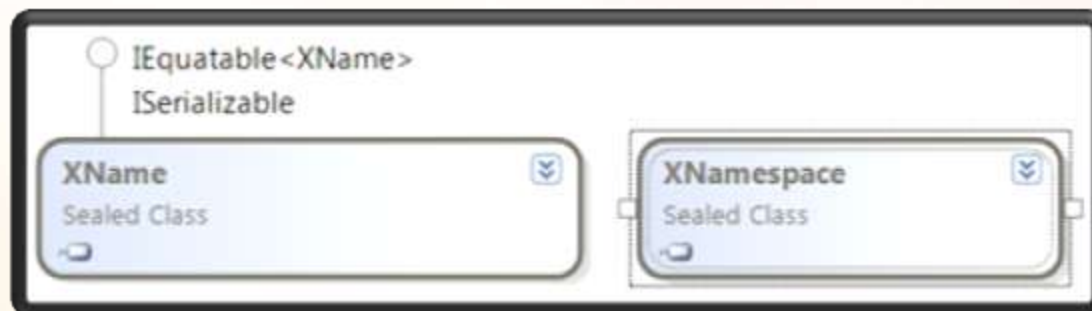 IEquatable<XName>
ISerializable
XName
Sealed Class
XNamespace
Sealed Class